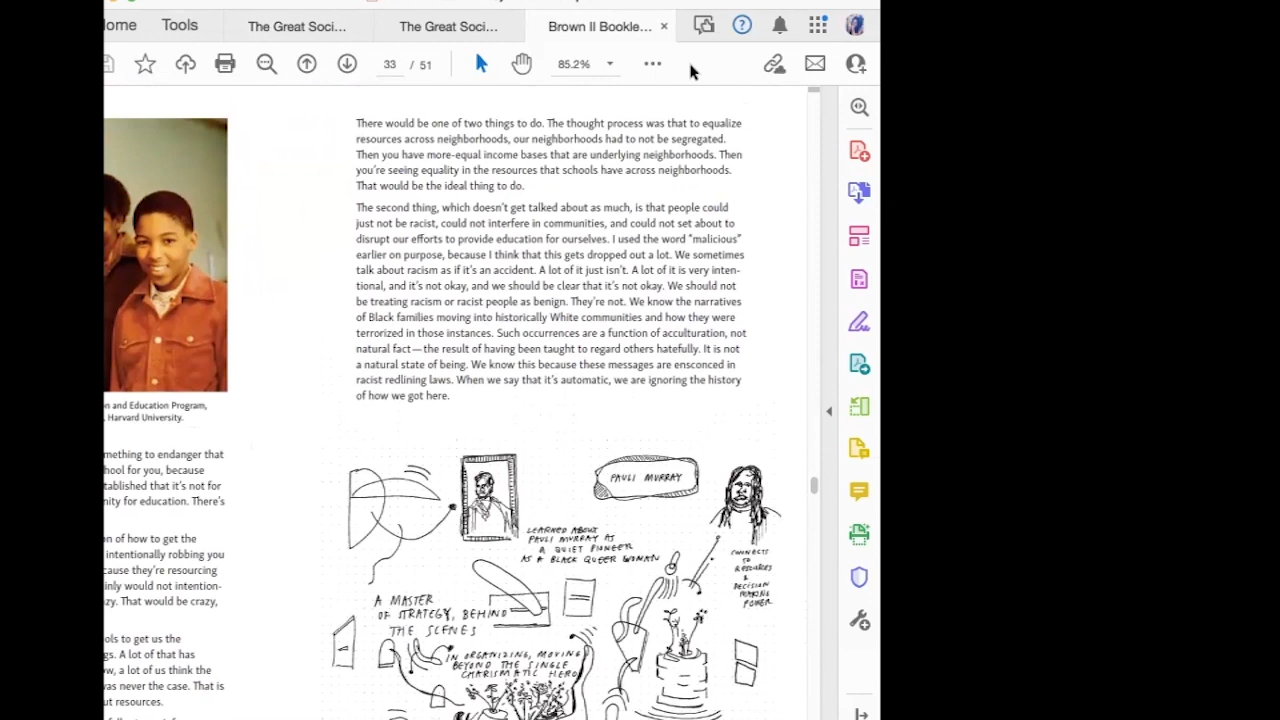 ome
Tools
The Great Soci...
The Great Soci...
Brown II Bookle...
33 / 51
85.2%
n and Education Program,
Harvard University.
mething to endanger that
hool for you, because
tablished that it's not for
nity for education. There's
n of how to get the
intentionally robbing you
cause they're resourcing
inly would not intention-
zy. That would be crazy,
ols to get us the
gs. A lot of that has
w, a lot of us think the
was never the case. That is
ut resources.
There would be one of two things to do. The thought process was that to equalize
resources across neighborhoods, our neighborhoods had to not be segregated.
Then you have more-equal income bases that are underlying neighborhoods. Then
you're seeing equality in the resources that schools have across neighborhoods.
That would be the ideal thing to do.
The second thing, which doesn't get talked about as much, is that people could
just not be racist, could not interfere in communities, and could not set about to
disrupt our efforts to provide education for ourselves. I used the word "malicious"
earlier on purpose, because I think that this gets dropped out a lot. We sometimes
talk about racism as if it's an accident. A lot of it just isn't. A lot of it is very inten-
tional, and it's not okay, and we should be clear that it's not okay. We should not
be treating racism or racist people as benign. They're not. We know the narratives
of Black families moving into historically White communities and how they were
terrorized in those instances. Such occurrences are a function of acculturation, not
natural fact—the result of having been taught to regard others hatefully. It is not
a natural state of being. We know this because these messages are ensconced in
racist redlining laws. When we say that it's automatic, we are ignoring the history
of how we got here.
PAULI MURRAY
LEARNED ABOUT
PAULI MURRAY AS
A QUIET PIONEER
AS A BLACK QUEER WOMAN
CONNECTS
TO
RESOURCES
&
DECISION
MAKING
POWER
A MASTER
OF STRATEGY, BEHIND
THE SCENES
IN ORGANIZING, MOVING
BEYOND THE SINGLE
CHARISMATIC HERO